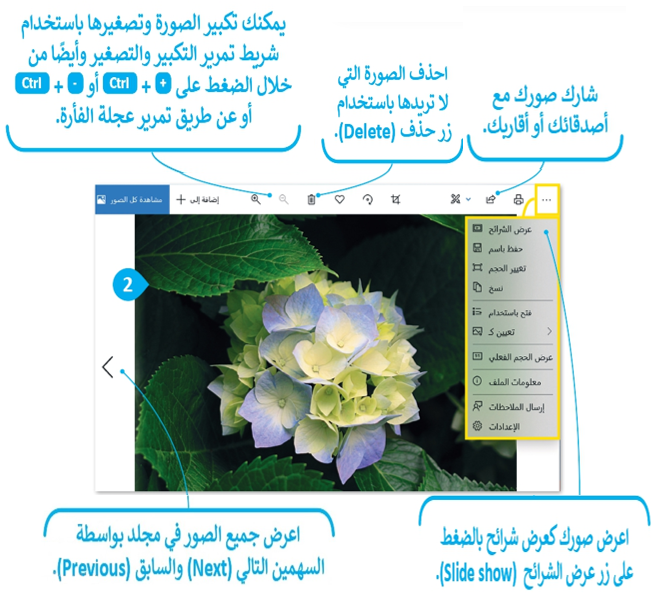 يمكنك تكبير الصورة وتصغيرها باستخدام
شريط تمرير التكبير والتصغير وأيضًا من
خلال الضغط على + + Ctrl أو - + Ctrl
أو عن طريق تمرير عجلة الفأرة.
احذف الصورة التي
لا تريدها باستخدام
زر حذف (Delete).
شارك صورك مع
أصدقائك أو أقاربك.
مشاهدة كل الصور
إضافة إلى
عرض الشرائح
حفظ باسم
تغيير الحجم
نسخ
فتح باستخدام
تعيين كـ
عرض الحجم الفعلي
معلومات الملف
إرسال الملاحظات
الإعدادات
2
اعرض جميع الصور في مجلد بواسطة
السهمين التالي (Next) والسابق (Previous).
اعرض صورك كعرض شرائح بالضغط
على زر عرض الشرائح (Slide show).